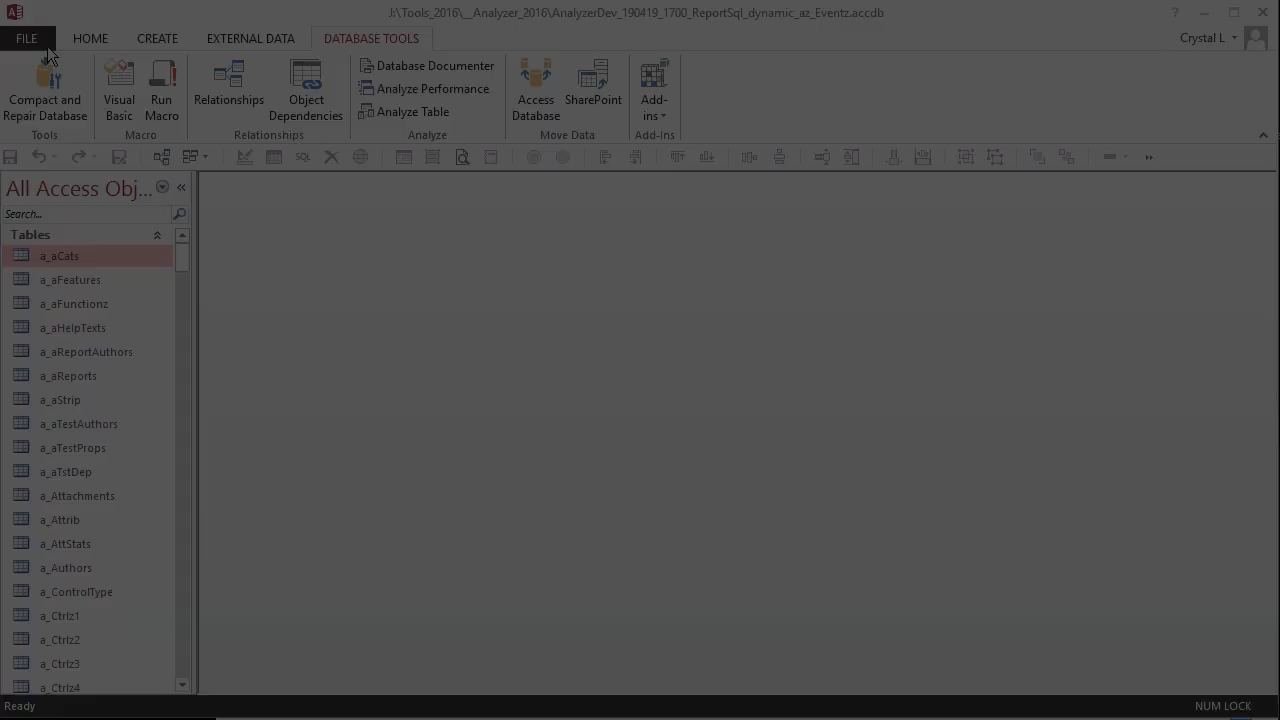 J:\Tools_2016\__Analyzer_2016\AnalyzerDev_190419_1700_ReportSql_dynamic_az_Eventz.accdb
?
FILE HOME CREATE EXTERNAL DATA DATABASE TOOLS Crystal L
Compact and Repair Database
Visual Basic
Run Macro
Relationships
Object Dependencies
Database Documenter
Analyze Performance
Analyze Table
Access Database
SharePoint
Add-ins
Tools Macro Relationships Analyze Move Data Add-ins
SQL
All Access Obj...
Search...
Tables
a_aCats
a_aFeatures
a_aFunctionz
a_aHelpTexts
a_aReportAuthors
a_aReports
a_aStrip
a_aTestAuthors
a_aTestProps
a_aTstDep
a_Attachments
a_Attrib
a_AttStats
a_Authors
a_ControlType
a_Ctrlz1
a_Ctrlz2
a_Ctrlz3
a_Ctrlz4
Ready NUM LOCK